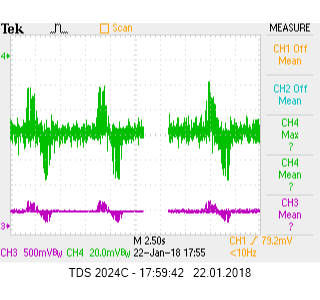 Tek Scan MEASURE
CH1 Off
Mean
CH2 Off
Mean
CH4
Max
?
CH4
Mean
?
CH3
Mean
?
4
3
M 2.50s CH1 / 79.2mV
CH3 500mVBw CH4 20.0mVBw 22-Jan-18 17:55 <10Hz
TDS 2024C - 17:59:42 22.01.2018